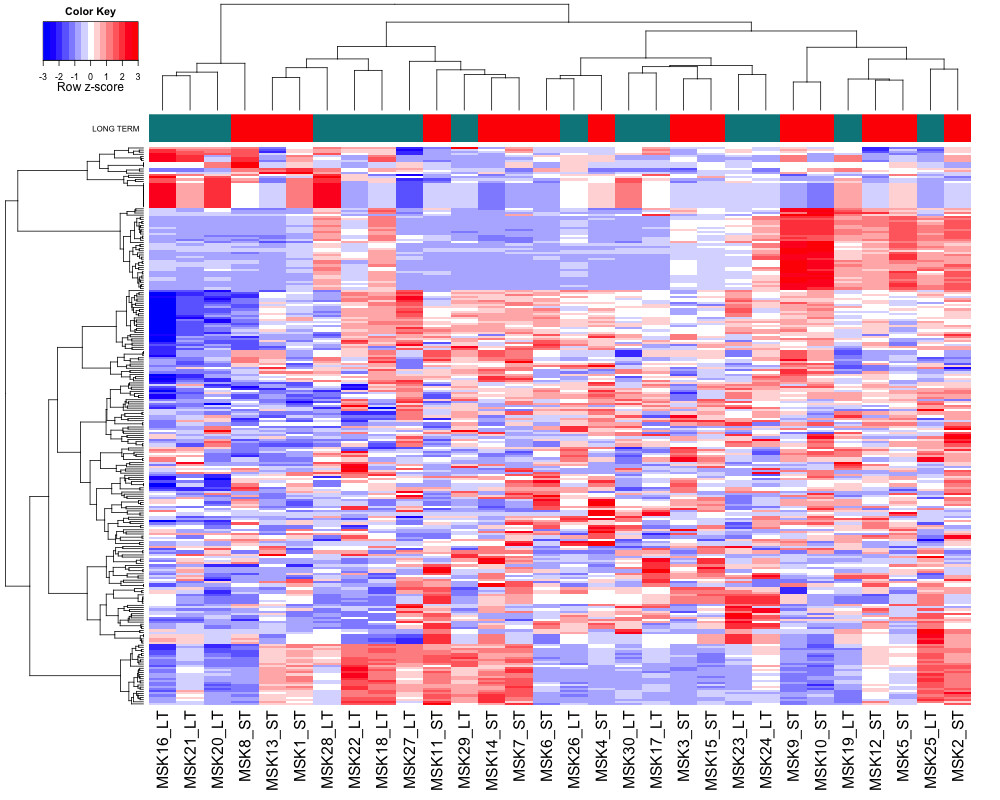 Color Key
-3 -2 -1 0 1 2 3
Row z-score
LONG TERM
MSK16_LT
MSK21_LT
MSK20_LT
MSK8_ST
MSK13_ST
MSK1_ST
MSK28_LT
MSK22_LT
MSK18_LT
MSK27_LT
MSK11_ST
MSK29_LT
MSK14_ST
MSK7_ST
MSK6_ST
MSK26_LT
MSK4_ST
MSK30_LT
MSK17_LT
MSK3_ST
MSK15_ST
MSK23_LT
MSK24_LT
MSK9_ST
MSK10_ST
MSK19_LT
MSK12_ST
MSK5_ST
MSK25_LT
MSK2_ST